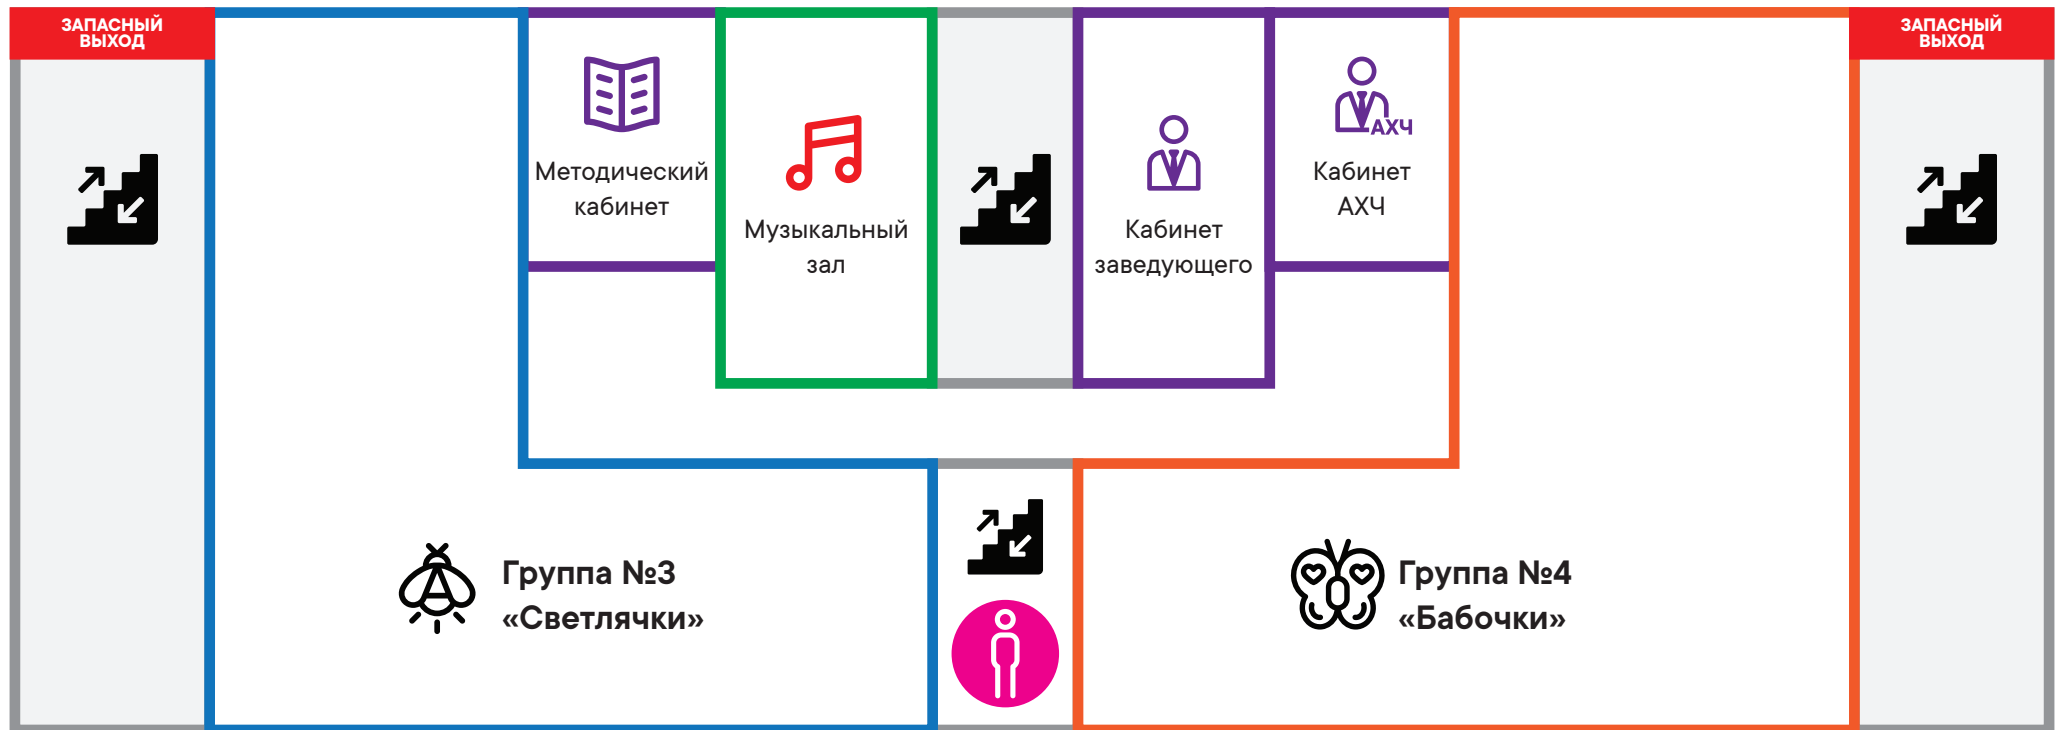 ЗАПАСНЫЙ
ВЫХОД
ЗАПАСНЫЙ
ВЫХОД
Методический
кабинет
Музыкальный
зал
Кабинет
заведующего
АХЧ
Кабинет
АХЧ
Группа №3
«Светлячки»
Группа №4
«Бабочки»